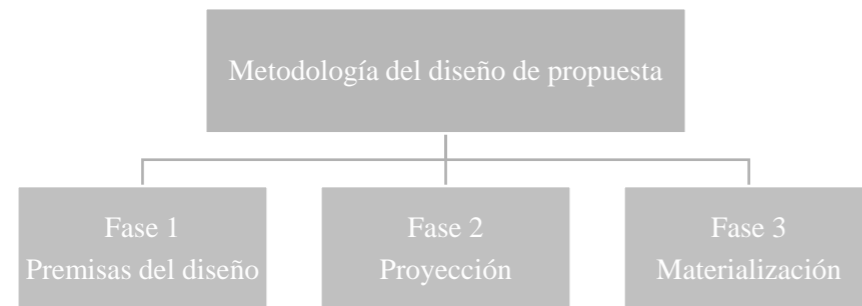 Metodología del diseño de propuesta
Fase 1
Premisas del diseño
Fase 2
Proyección
Fase 3
Materialización